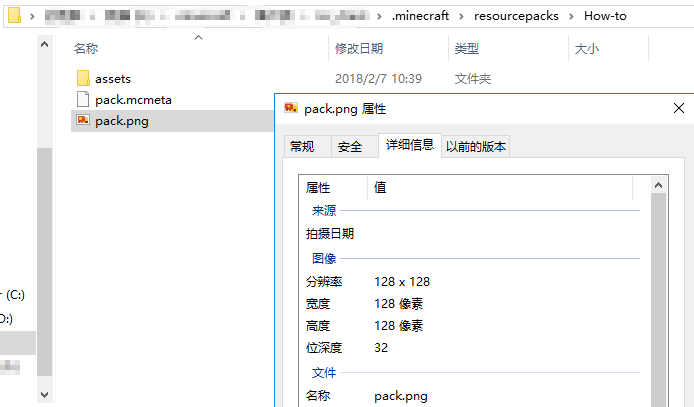 .minecraft > resourcepacks > How-to
名称 修改日期 类型 大小
assets 2018/2/7 10:39 文件夹
pack.mcmeta
pack.png
pack.png 属性
常规 安全 详细信息 以前的版本
属性 值
来源
拍摄日期
图像
分辨率 128 x 128
宽度 128 像素
高度 128 像素
位深度 32
文件
名称 pack.png
(C:)
:)